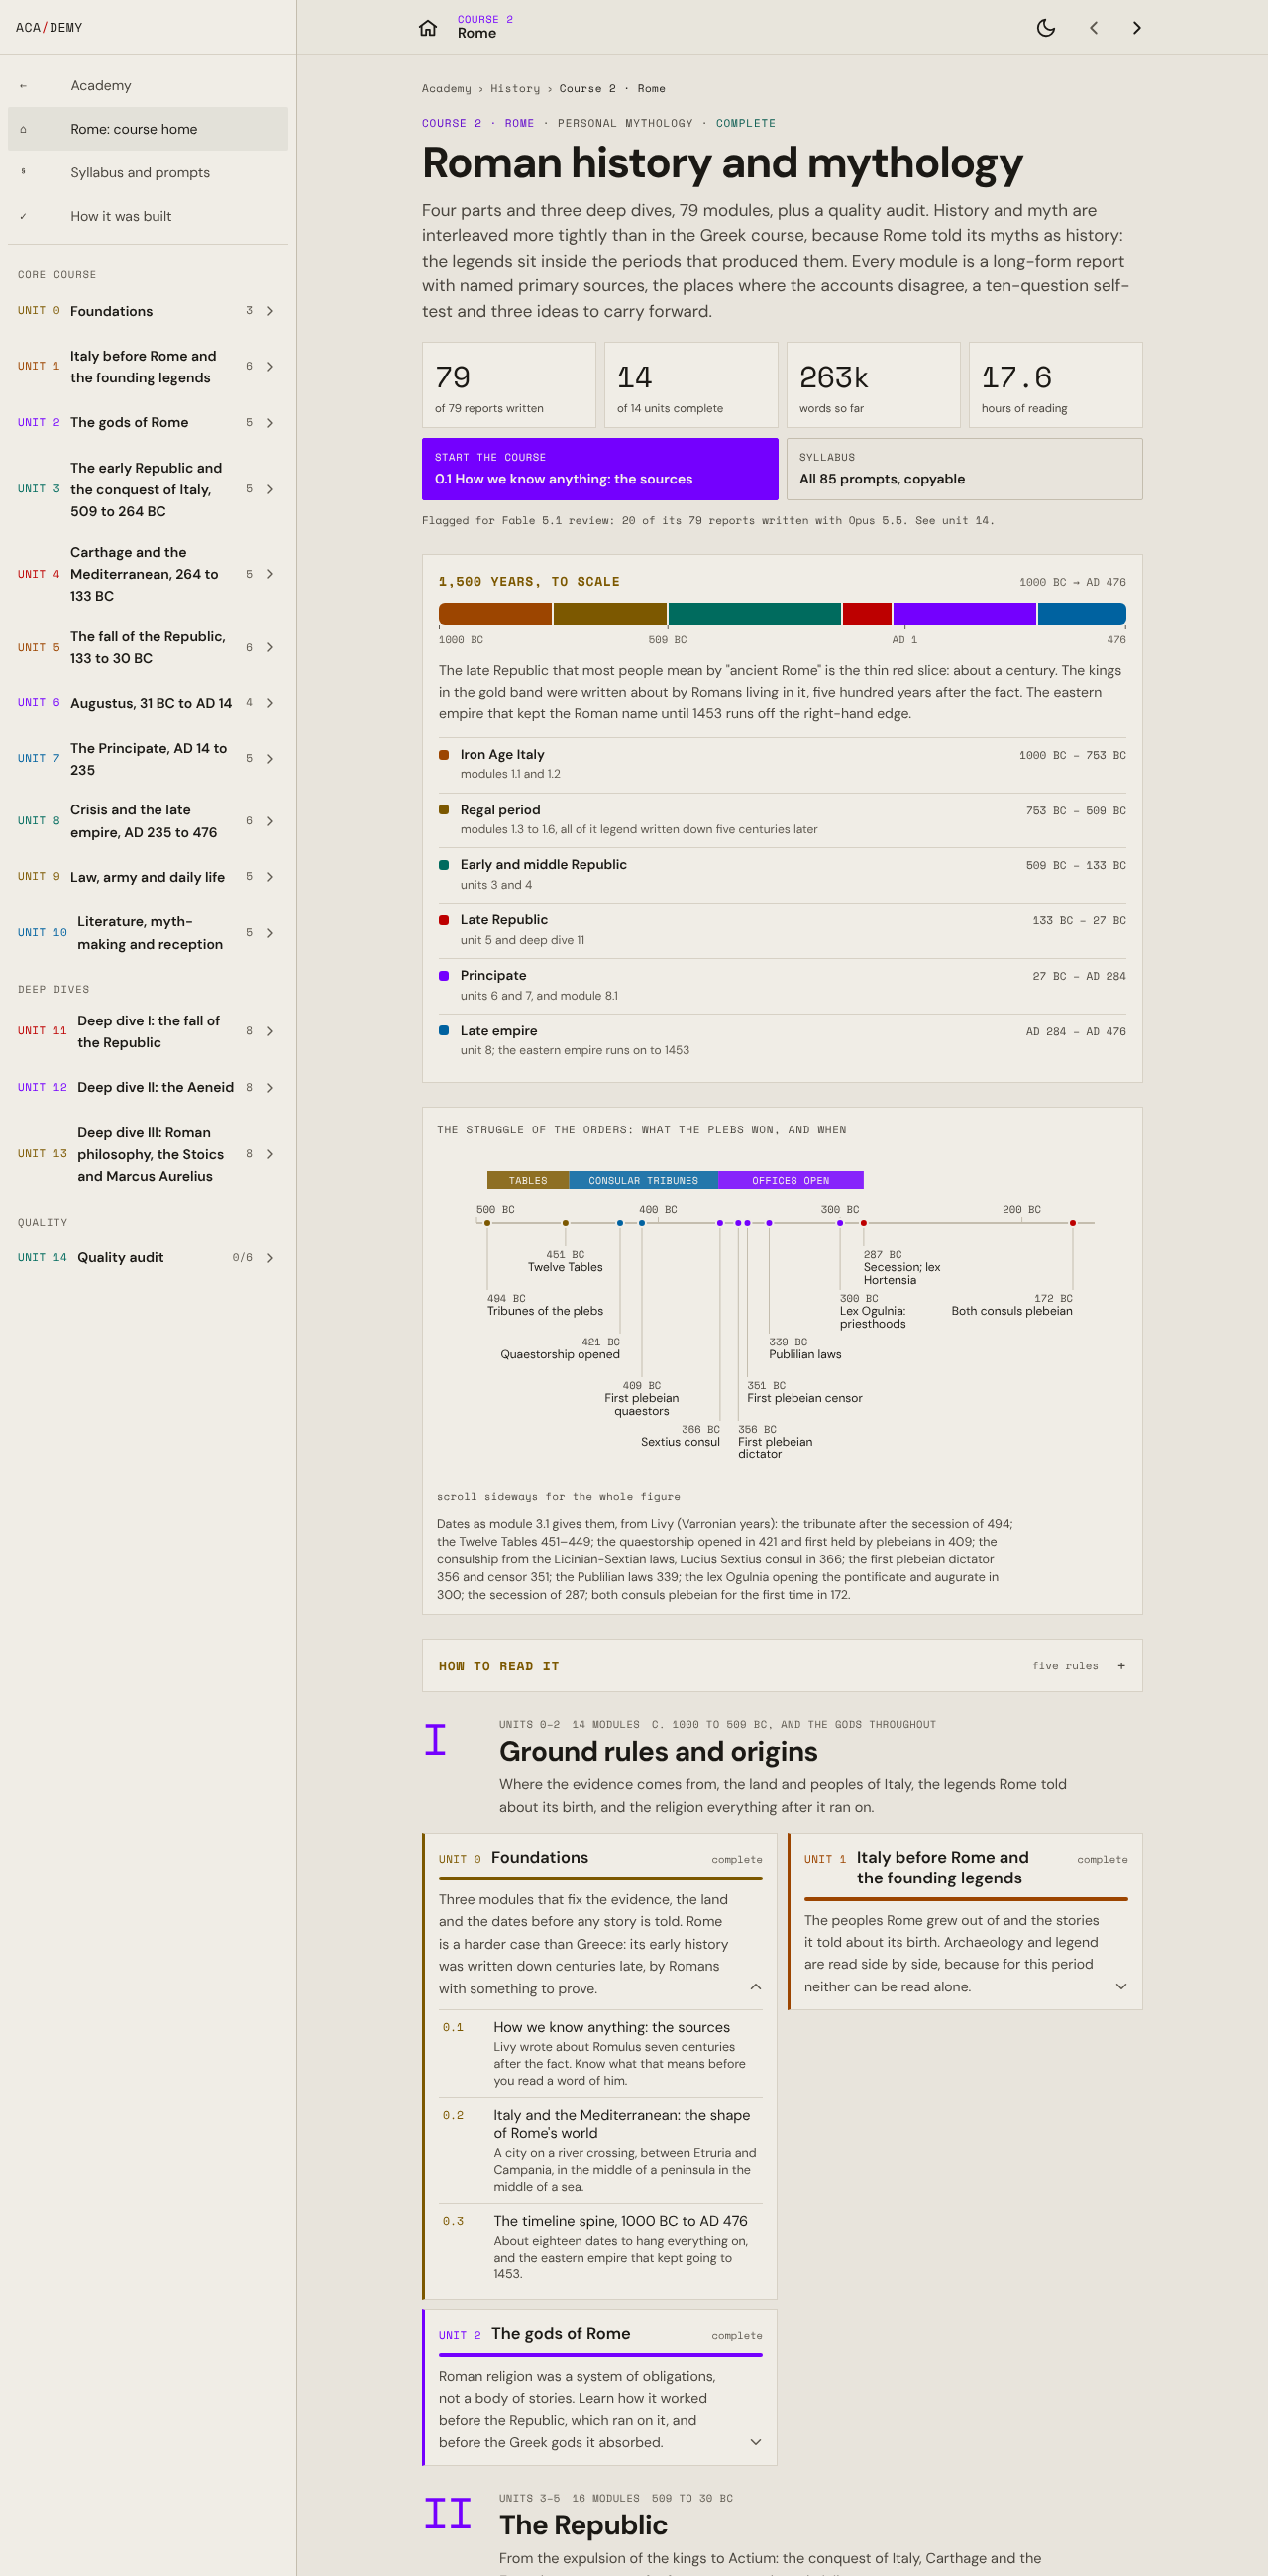 ACA/DEMY
← Academy
⌂ Rome: course home
§ Syllabus and prompts
✓ How it was built
CORE COURSE
UNIT 0 Foundations 3
UNIT 1 Italy before Rome and
the founding legends 6
UNIT 2 The gods of Rome 5
UNIT 3 The early Republic and
the conquest of Italy,
509 to 264 BC 5
UNIT 4 Carthage and the
Mediterranean, 264 to
133 BC 5
UNIT 5 The fall of the Republic,
133 to 30 BC 6
UNIT 6 Augustus, 31 BC to AD 14 4
UNIT 7 The Principate, AD 14 to
235 5
UNIT 8 Crisis and the late
empire, AD 235 to 476 6
UNIT 9 Law, army and daily life 5
UNIT 10 Literature, myth-
making and reception 5
DEEP DIVES
UNIT 11 Deep dive I: the fall of
the Republic 8
UNIT 12 Deep dive II: the Aeneid 8
UNIT 13 Deep dive III: Roman
philosophy, the Stoics
and Marcus Aurelius 8
QUALITY
UNIT 14 Quality audit 0/6
COURSE 2
Rome
Academy › History › Course 2 · Rome
COURSE 2 · ROME · PERSONAL MYTHOLOGY · COMPLETE
Roman history and mythology
Four parts and three deep dives, 79 modules, plus a quality audit. History and myth are
interleaved more tightly than in the Greek course, because Rome told its myths as history:
the legends sit inside the periods that produced them. Every module is a long-form report
with named primary sources, the places where the accounts disagree, a ten-question self-
test and three ideas to carry forward.
79
of 79 reports written
14
of 14 units complete
263k
words so far
17.6
hours of reading
START THE COURSE
0.1 How we know anything: the sources
SYLLABUS
All 85 prompts, copyable
Flagged for Fable 5.1 review: 20 of its 79 reports written with Opus 5.5. See unit 14.
1,500 YEARS, TO SCALE 1000 BC → AD 476
1000 BC 509 BC AD 1 476
The late Republic that most people mean by "ancient Rome" is the thin red slice: about a century. The kings
in the gold band were written about by Romans living in it, five hundred years after the fact. The eastern
empire that kept the Roman name until 1453 runs off the right-hand edge.
Iron Age Italy 1000 BC – 753 BC
modules 1.1 and 1.2
Regal period 753 BC – 509 BC
modules 1.3 to 1.6, all of it legend written down five centuries later
Early and middle Republic 509 BC – 133 BC
units 3 and 4
Late Republic 133 BC – 27 BC
unit 5 and deep dive 11
Principate 27 BC – AD 284
units 6 and 7, and module 8.1
Late empire AD 284 – AD 476
unit 8; the eastern empire runs on to 1453
THE STRUGGLE OF THE ORDERS: WHAT THE PLEBS WON, AND WHEN
TABLES CONSULAR TRIBUNES OFFICES OPEN
500 BC 400 BC 300 BC 200 BC
451 BC
Twelve Tables
287 BC
Secession; lex
Hortensia
494 BC
Tribunes of the plebs
300 BC
Lex Ogulnia:
priesthoods
172 BC
Both consuls plebeian
421 BC
Quaestorship opened
339 BC
Publilian laws
409 BC
First plebeian
quaestors
351 BC
First plebeian censor
366 BC
Sextius consul
356 BC
First plebeian
dictator
scroll sideways for the whole figure
Dates as module 3.1 gives them, from Livy (Varronian years): the tribunate after the secession of 494;
the Twelve Tables 451–449; the quaestorship opened in 421 and first held by plebeians in 409; the
consulship from the Licinian-Sextian laws, Lucius Sextius consul in 366; the first plebeian dictator
356 and censor 351; the Publilian laws 339; the lex Ogulnia opening the pontificate and augurate in
300; the secession of 287; both consuls plebeian for the first time in 172.
HOW TO READ IT five rules +
I
UNITS 0–2 14 MODULES C. 1000 TO 509 BC, AND THE GODS THROUGHOUT
Ground rules and origins
Where the evidence comes from, the land and peoples of Italy, the legends Rome told
about its birth, and the religion everything after it ran on.
UNIT 0 Foundations complete
Three modules that fix the evidence, the land
and the dates before any story is told. Rome
is a harder case than Greece: its early history
was written down centuries late, by Romans
with something to prove.
0.1 How we know anything: the sources
Livy wrote about Romulus seven centuries
after the fact. Know what that means before
you read a word of him.
0.2 Italy and the Mediterranean: the shape
of Rome's world
A city on a river crossing, between Etruria and
Campania, in the middle of a peninsula in the
middle of a sea.
0.3 The timeline spine, 1000 BC to AD 476
About eighteen dates to hang everything on,
and the eastern empire that kept going to
1453.
UNIT 1 Italy before Rome and
the founding legends complete
The peoples Rome grew out of and the stories
it told about its birth. Archaeology and legend
are read side by side, because for this period
neither can be read alone.
UNIT 2 The gods of Rome complete
Roman religion was a system of obligations,
not a body of stories. Learn how it worked
before the Republic, which ran on it, and
before the Greek gods it absorbed.
II
UNITS 3–5 16 MODULES 509 TO 30 BC
The Republic
From the expulsion of the kings to Actium: the conquest of Italy, Carthage and the